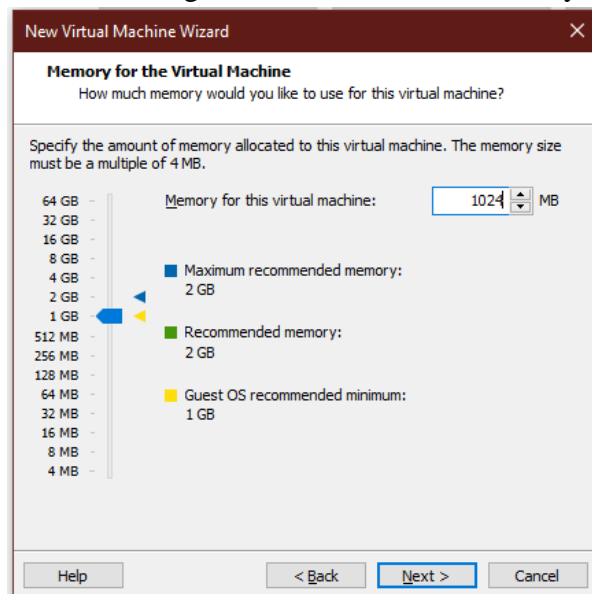 New Virtual Machine Wizard
Memory for the Virtual Machine
How much memory would you like to use for this virtual machine?
Specify the amount of memory allocated to this virtual machine. The memory size
must be a multiple of 4 MB.
64 GB
Memory for this virtual machine: 1024 MB
32 GB
16 GB
8 GB
Maximum recommended memory:
4 GB
2 GB
2 GB
1 GB
Recommended memory:
512 MB
2 GB
256 MB
128 MB
Guest OS recommended minimum:
64 MB
1 GB
32 MB
16 MB
8 MB
4 MB
Help < Back Next > Cancel